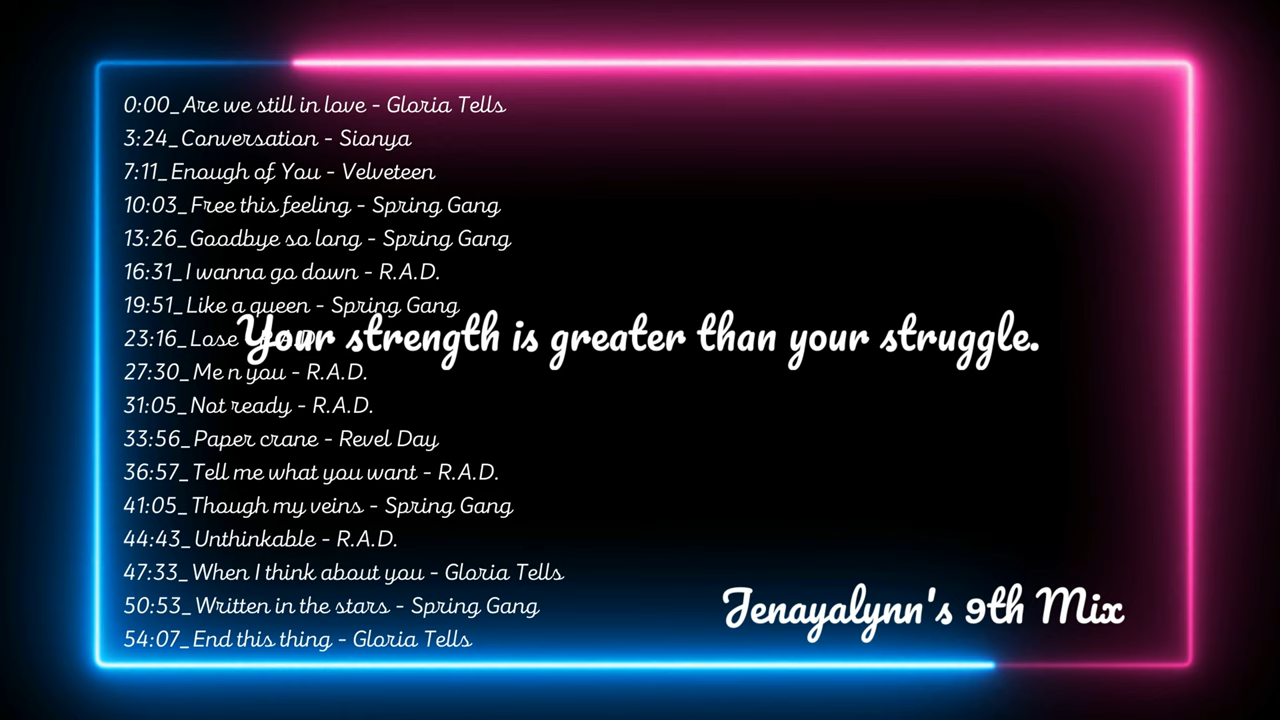 0:00_Are we still in love - Gloria Tells
3:24_Conversation - Sionya
7:11_Enough of You - Velveteen
10:03_Free this feeling - Spring Gang
13:26_Goodbye so long - Spring Gang
16:31_I wanna go down - R.A.D.
19:51_Like a queen - Spring Gang
23:16_Lose
Your strength is greater than your struggle.
27:30_Me n you - R.A.D.
31:05_Not ready - R.A.D.
33:56_Paper crane - Revel Day
36:57_Tell me what you want - R.A.D.
41:05_Though my veins - Spring Gang
44:43_Unthinkable - R.A.D.
47:33_When I think about you - Gloria Tells
50:53_Written in the stars - Spring Gang
54:07_End this thing - Gloria Tells
Jenayalynn's 9th Mix